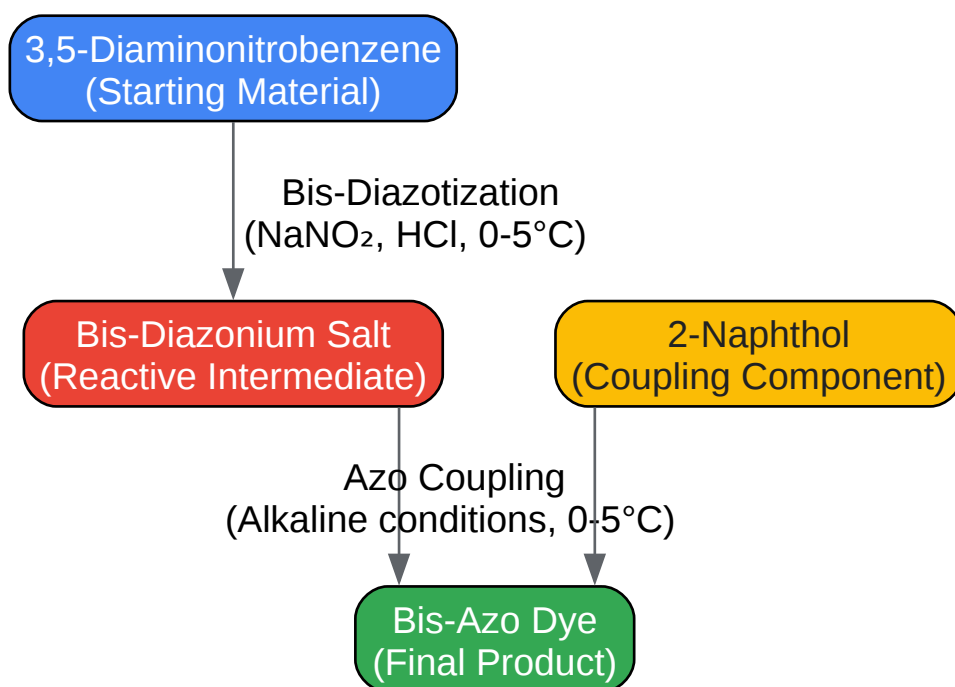 3,5-Diaminonitrobenzene
(Starting Material)
Bis-Diazotization
(NaNO₂, HCl, 0-5°C)
Bis-Diazonium Salt
(Reactive Intermediate)
2-Naphthol
(Coupling Component)
Azo Coupling
(Alkaline conditions, 0-5°C)
Bis-Azo Dye
(Final Product)